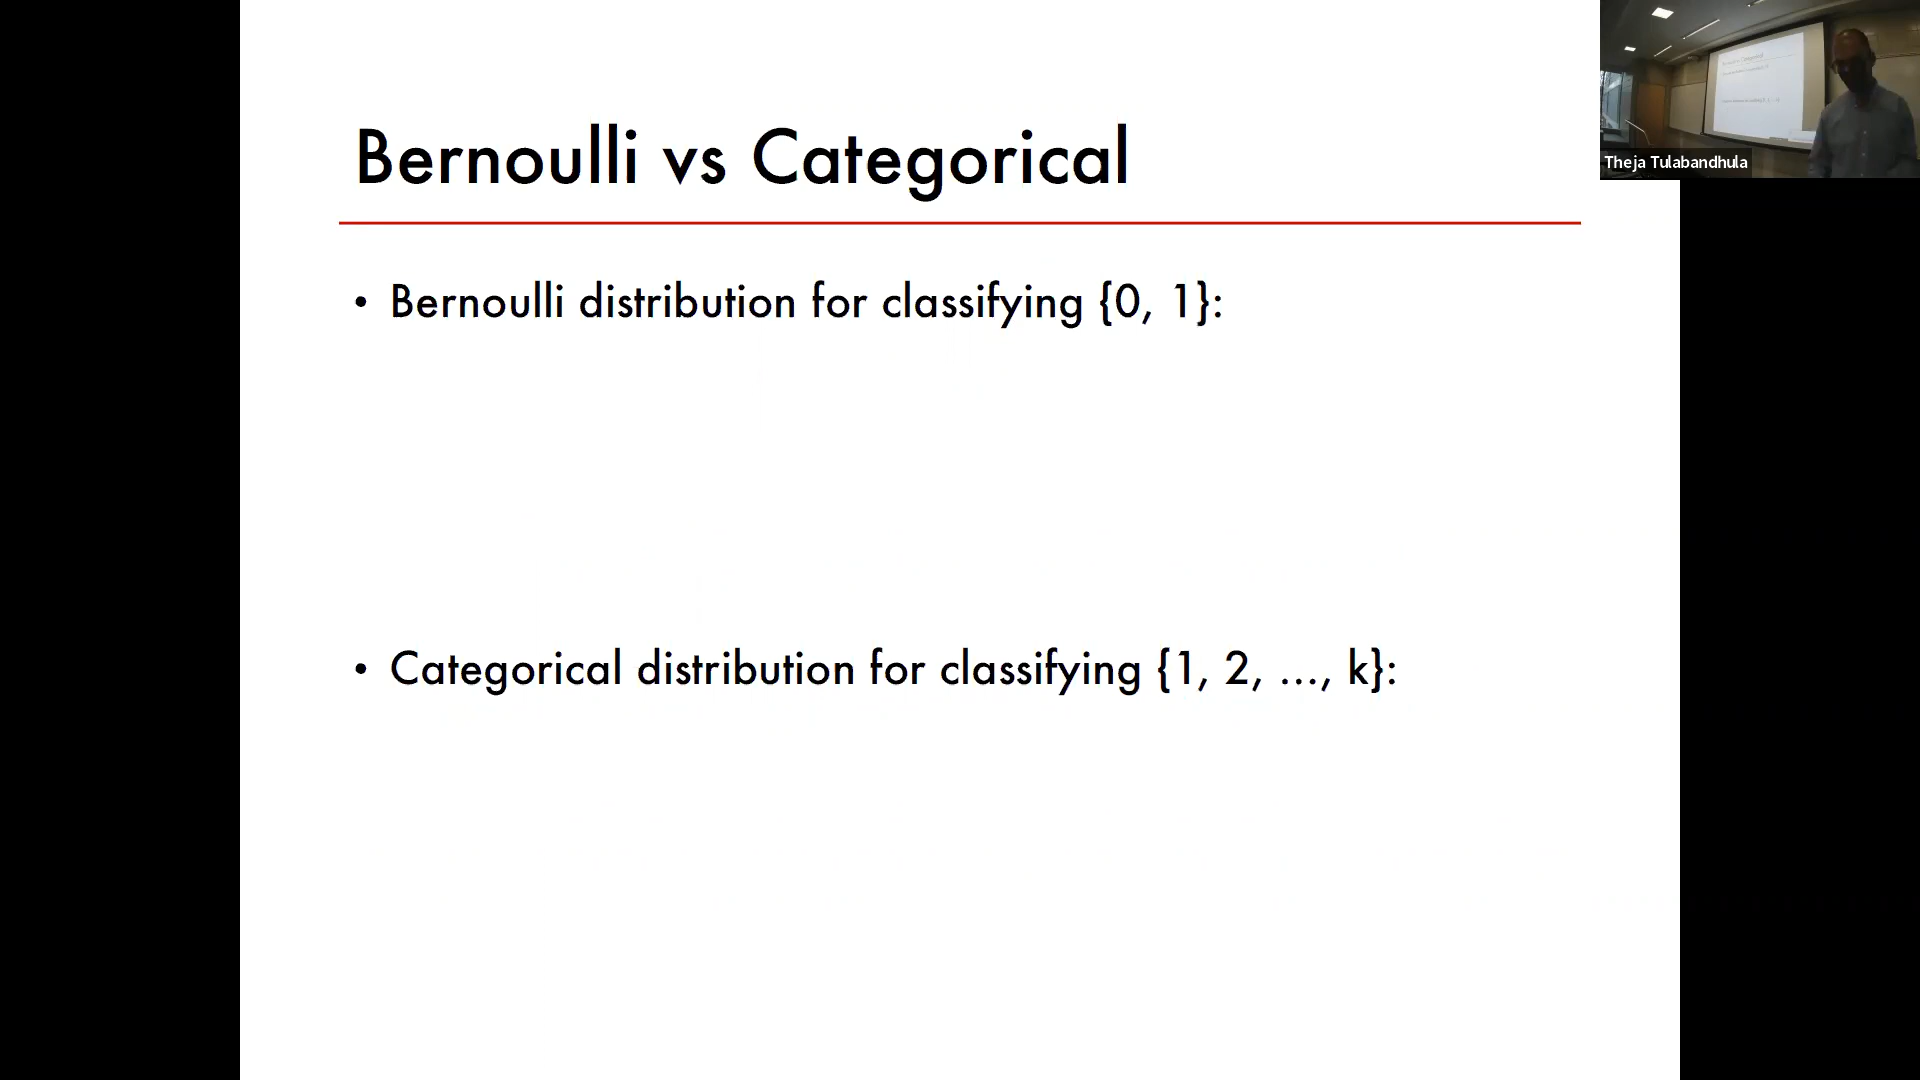 Bernoulli vs Categorical
• Bernoulli distribution for classifying {0, 1}:
• Categorical distribution for classifying {1, 2, ..., k}:
Theja Tulabandhula